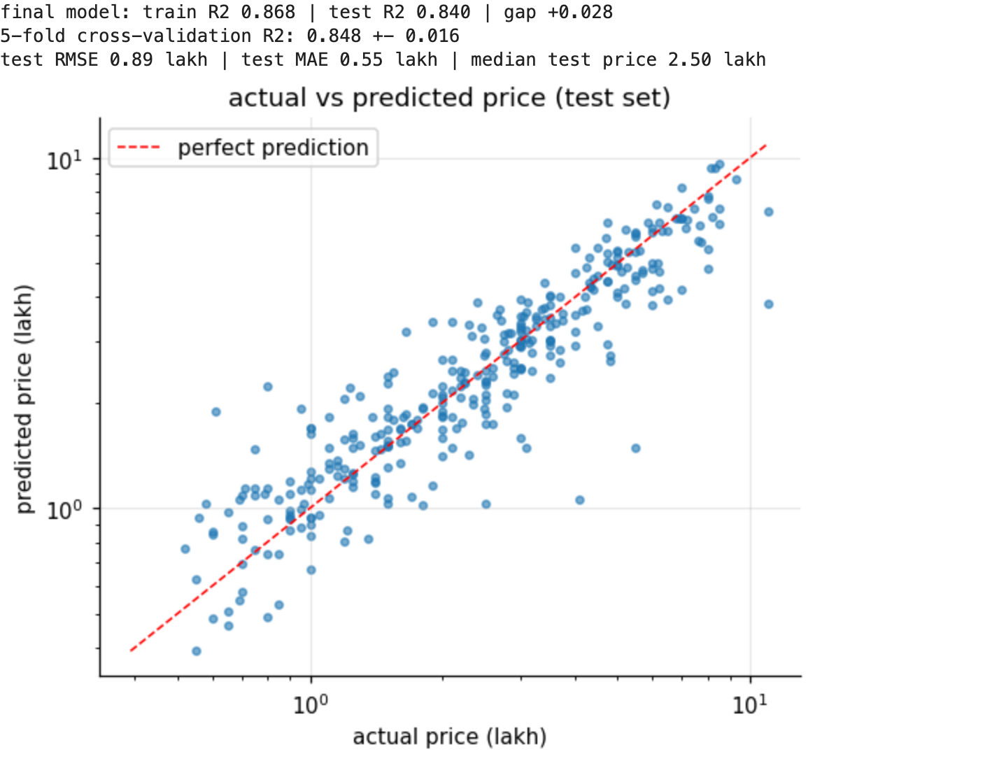 final model: train R2 0.868 | test R2 0.840 | gap +0.028
5-fold cross-validation R2: 0.848 +- 0.016
test RMSE 0.89 lakh | test MAE 0.55 lakh | median test price 2.50 lakh
actual vs predicted price (test set)
perfect prediction
10¹
10⁰
predicted price (lakh)
10⁰
10¹
actual price (lakh)